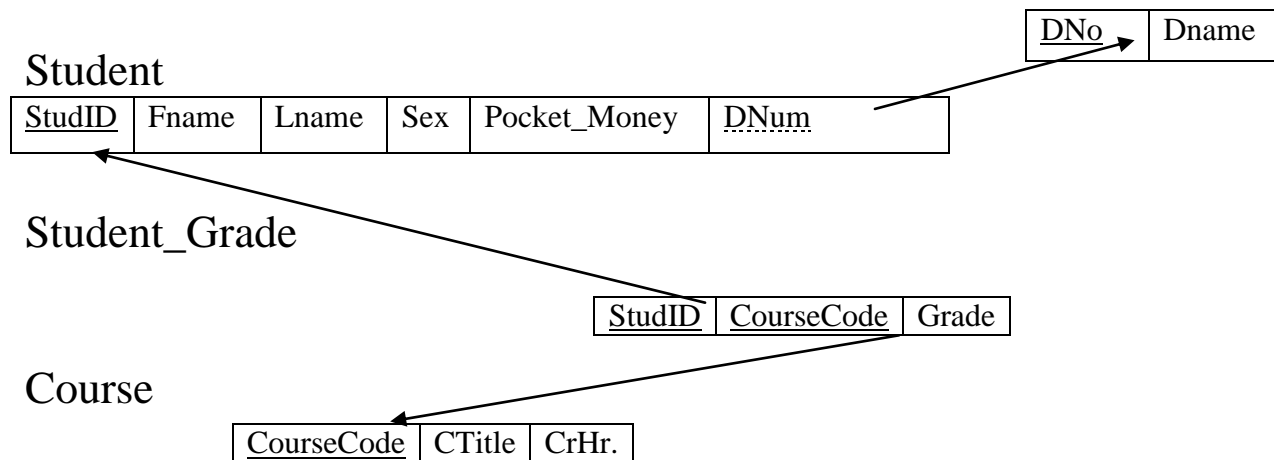 DNo Dname
Student
StudID Fname Lname Sex Pocket_Money DNum
Student_Grade
StudID CourseCode Grade
Course
CourseCode CTitle CrHr.